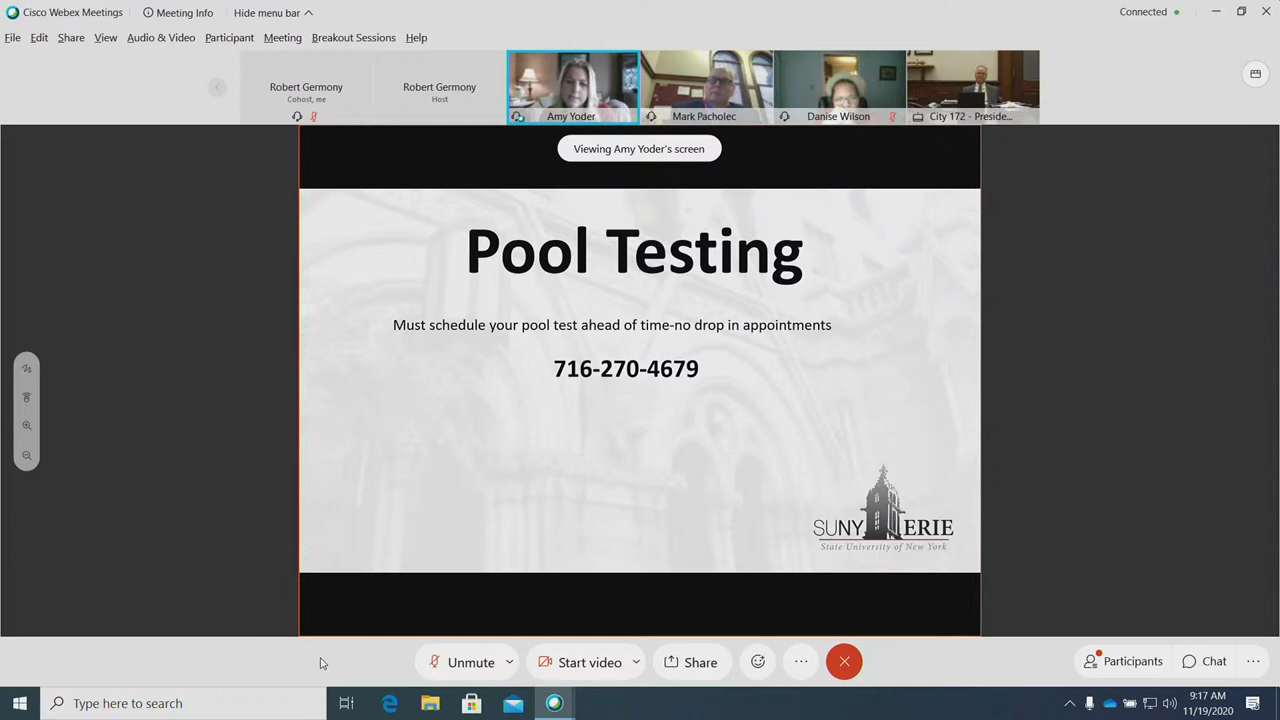 Cisco Webex Meetings
Meeting Info
Hide menu bar
Connected
File Edit Share View Audio & Video Participant Meeting Breakout Sessions Help
Robert Germony
Cohost, me
Robert Germony
Host
Amy Yoder
Mark Pacholec
Danise Wilson
City 172 - Preside...
Viewing Amy Yoder's screen
Pool Testing
Must schedule your pool test ahead of time-no drop in appointments
716-270-4679
SUNY ERIE
State University of New York
Unmute
Start video
Share
Participants
Chat
Type here to search
9:17 AM
11/19/2020